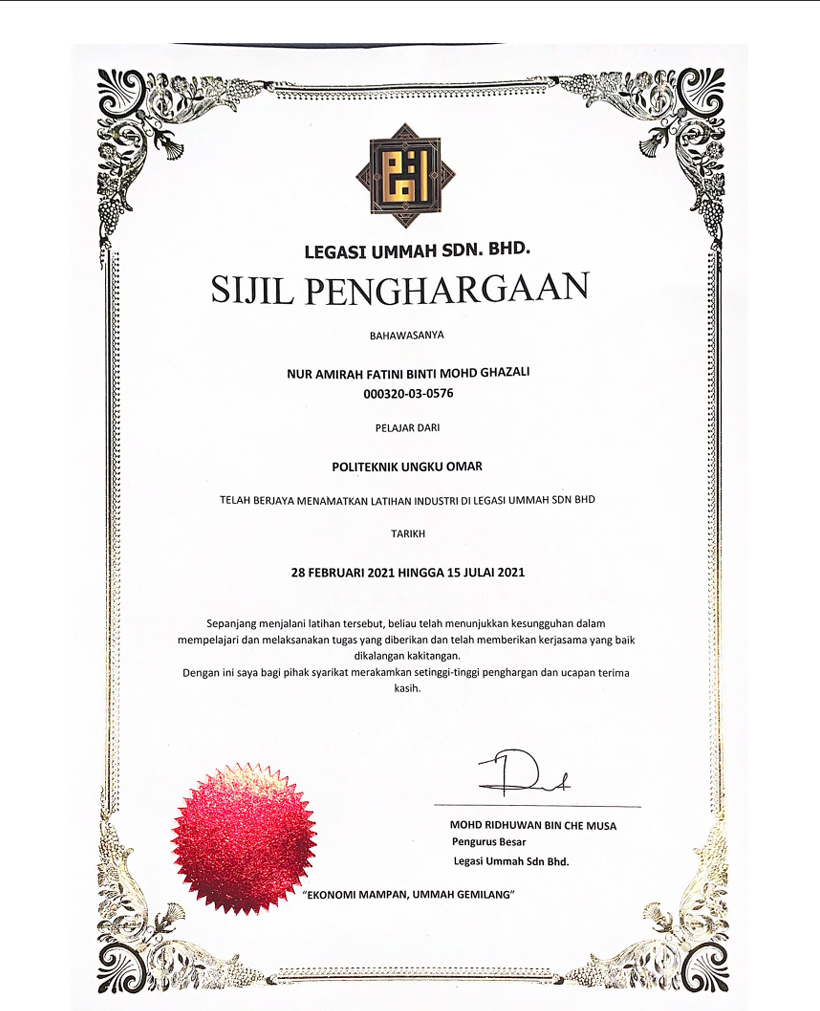 LEGASI UMMAH SDN. BHD.
SIJIL PENGHARGAAN
BAHAWASANYA
NUR AMIRAH FATINI BINTI MOHD GHAZALI
000320-03-0576
PELAJAR DARI
POLITEKNIK UNGKU OMAR
TELAH BERJAYA MENAMATKAN LATIHAN INDUSTRI DI LEGASI UMMAH SDN BHD
TARIKH
28 FEBRUARI 2021 HINGGA 15 JULAI 2021
Sepanjang menjalani latihan tersebut, beliau telah menunjukkan kesungguhan dalam
mempelajari dan melaksanakan tugas yang diberikan dan telah memberikan kerjasama yang baik
dikalangan kakitangan.
Dengan ini saya bagi pihak syarikat merakamkan setinggi-tinggi penghargan dan ucapan terima
kasih.
MOHD RIDHUWAN BIN CHE MUSA
Pengurus Besar
Legasi Ummah Sdn Bhd.
“EKONOMI MAMPAN, UMMAH GEMILANG”